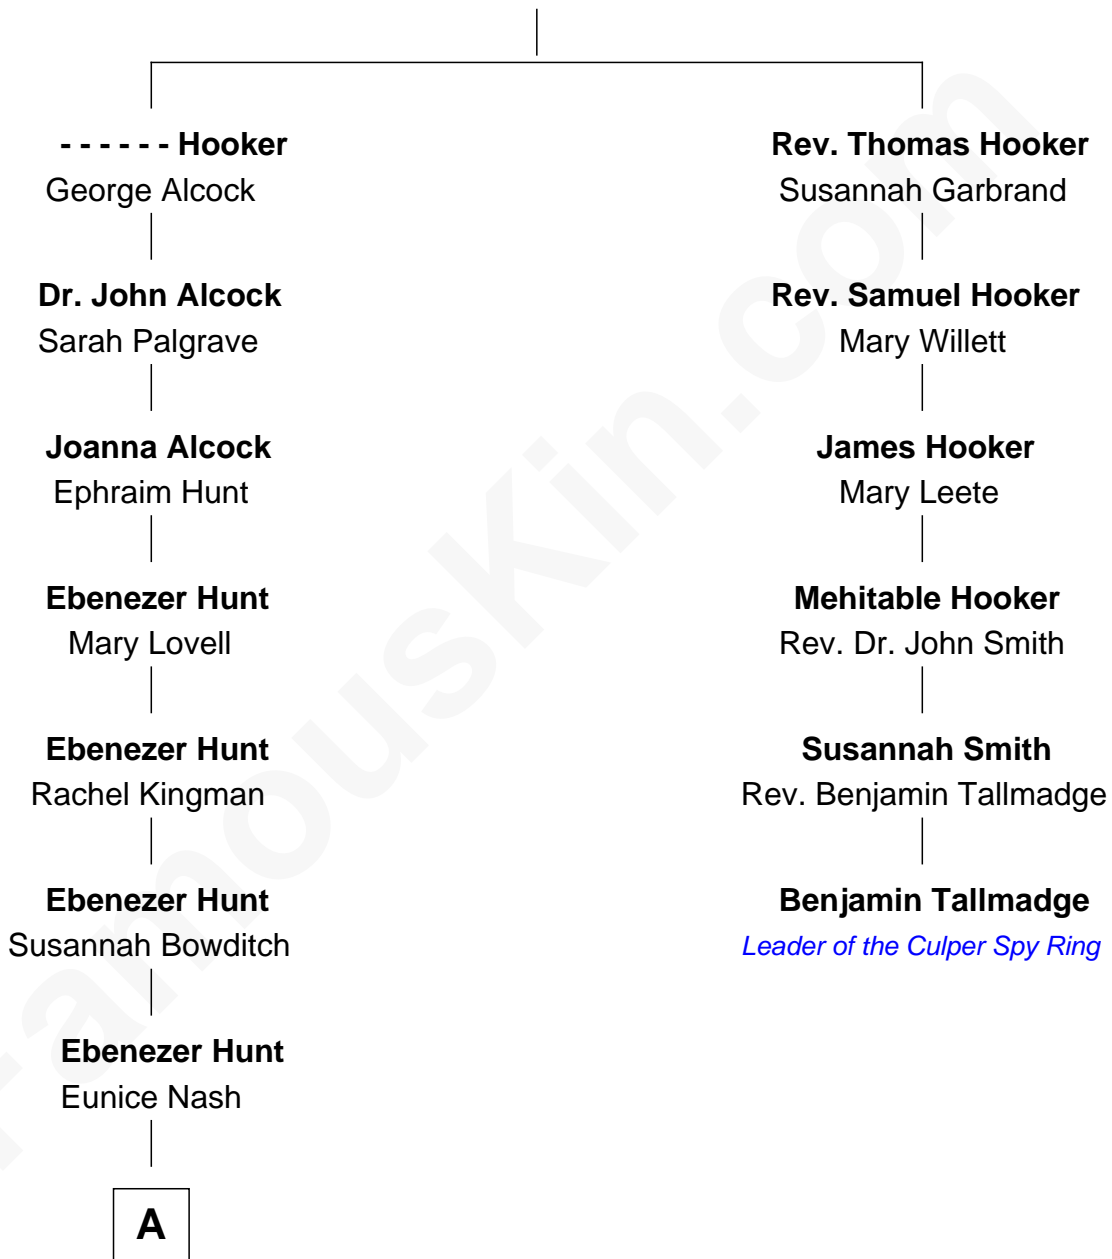 - - - - - - Hooker
George Alcock
Dr. John Alcock
Sarah Palgrave
Joanna Alcock
Ephraim Hunt
Ebenezer Hunt
Mary Lovell
Ebenezer Hunt
Rachel Kingman
Ebenezer Hunt
Susannah Bowditch
Ebenezer Hunt
Eunice Nash
A
Rev. Thomas Hooker
Susannah Garbrand
Rev. Samuel Hooker
Mary Willett
James Hooker
Mary Leete
Mehitable Hooker
Rev. Dr. John Smith
Susannah Smith
Rev. Benjamin Tallmadge
Benjamin Tallmadge
Leader of the Culper Spy Ring
FamousKin.com